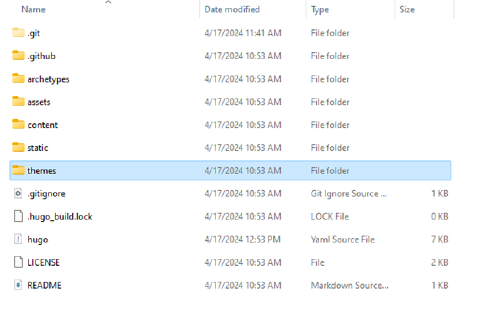 Name Date modified Type Size
.git 4/17/2024 11:41 AM File folder
.github 4/17/2024 10:53 AM File folder
archetypes 4/17/2024 10:53 AM File folder
assets 4/17/2024 10:53 AM File folder
content 4/17/2024 10:53 AM File folder
static 4/17/2024 10:53 AM File folder
themes 4/17/2024 10:53 AM File folder
.gitignore 4/17/2024 10:53 AM Git Ignore Source ... 1 KB
.hugo_build.lock 4/17/2024 10:53 AM LOCK File 0 KB
hugo 4/17/2024 12:53 PM Yaml Source File 7 KB
LICENSE 4/17/2024 10:53 AM File 2 KB
README 4/17/2024 10:53 AM Markdown Source... 1 KB